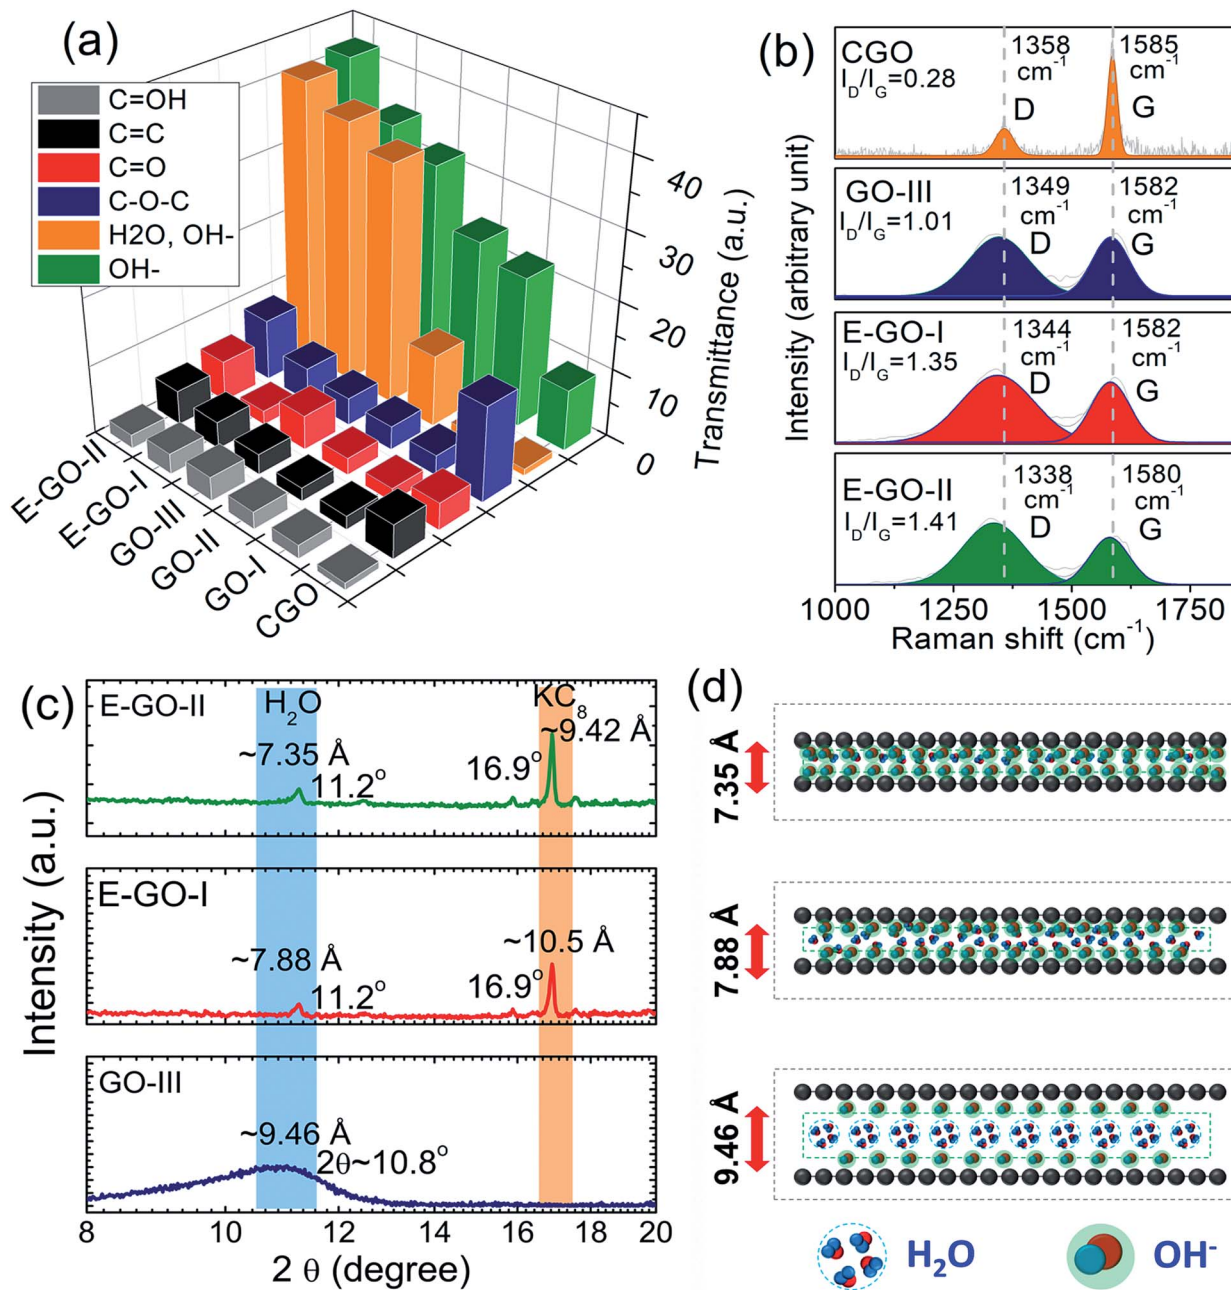 (a)
C=OH
C=C
C=O
C-O-C
H2O, OH-
OH-
40
30
20
10
0
Transmittance (a.u.)
E-GO-II
E-GO-I
GO-III
GO-II
GO-I
CGO
(b)
CGO
I_D/I_G=0.28
1358
cm⁻¹
D
1585
cm⁻¹
G
GO-III
I_D/I_G=1.01
1349
cm⁻¹
D
1582
cm⁻¹
G
E-GO-I
I_D/I_G=1.35
1344
cm⁻¹
D
1582
cm⁻¹
G
E-GO-II
I_D/I_G=1.41
1338
cm⁻¹
D
1580
cm⁻¹
G
Intensity (arbitrary unit)
1000 1250 1500 1750
Raman shift (cm⁻¹)
(c)
E-GO-II
H₂O
KC₈
~7.35 Å
11.2°
16.9°
~9.42 Å
E-GO-I
~7.88 Å
11.2°
16.9°
~10.5 Å
GO-III
~9.46 Å
2θ~10.8°
Intensity (a.u.)
8 10 12 14 16 18 20
2 θ (degree)
(d)
7.35 Å
7.88 Å
9.46 Å
H₂O
OH⁻